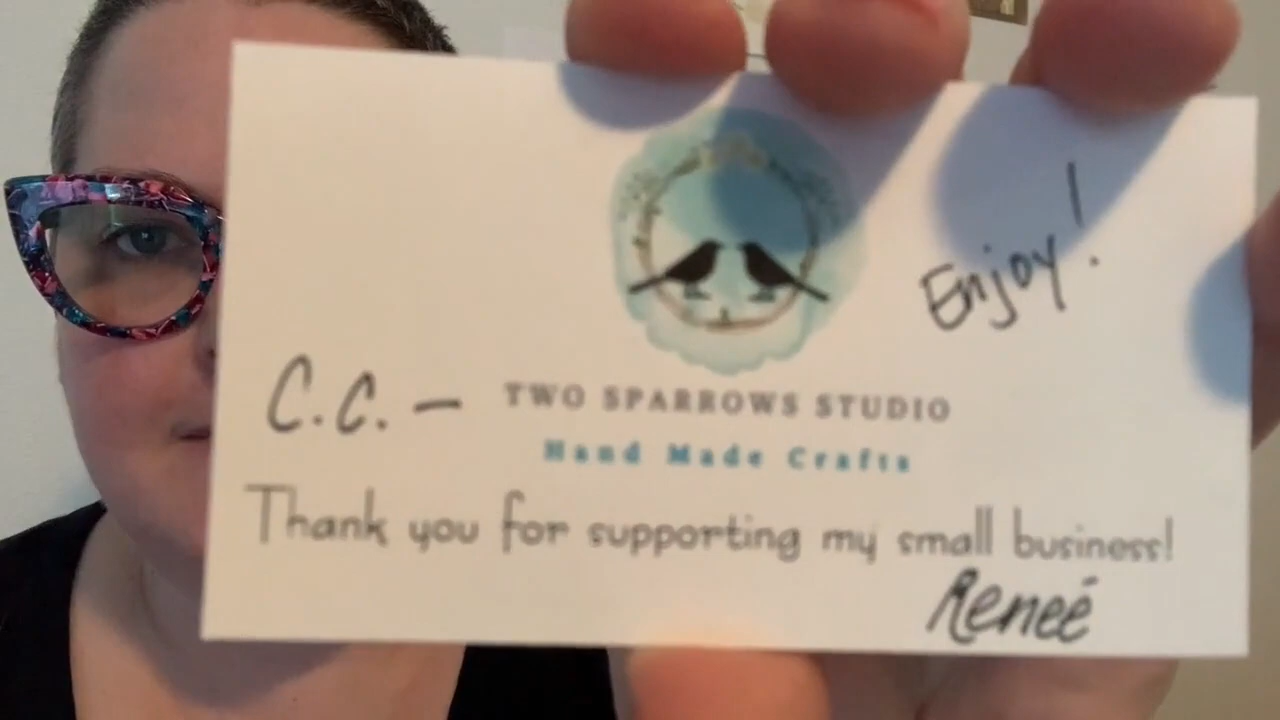 Enjoy!
C.C. – TWO SPARROWS STUDIO
Hand Made Crafts
Thank you for supporting my small business!
Reneé